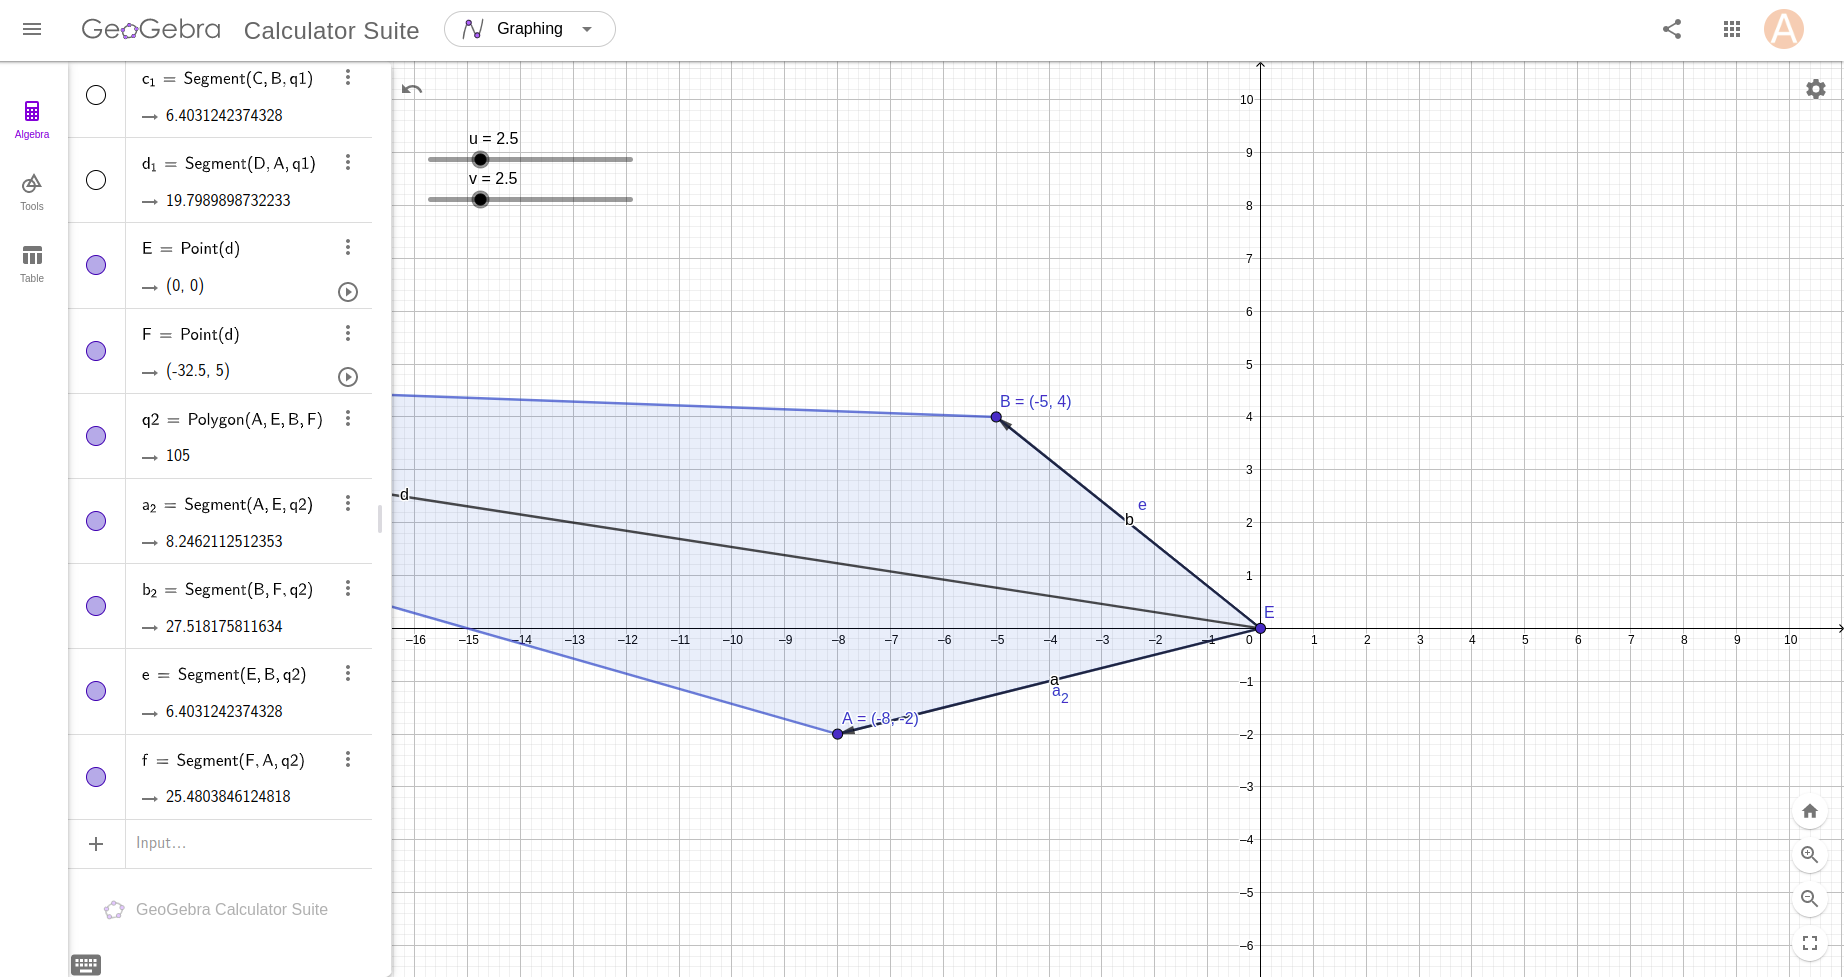 GeoGebra Calculator Suite Graphing A
Algebra
Tools
Table
c₁ = Segment(C, B, q1)
→ 6.4031242374328
d₁ = Segment(D, A, q1)
→ 19.7989898732233
E = Point(d)
→ (0, 0)
F = Point(d)
→ (-32.5, 5)
q2 = Polygon(A, E, B, F)
→ 105
a₂ = Segment(A, E, q2)
→ 8.2462112512353
b₂ = Segment(B, F, q2)
→ 27.518175811634
e = Segment(E, B, q2)
→ 6.4031242374328
f = Segment(F, A, q2)
→ 25.4803846124818
+ Input...
GeoGebra Calculator Suite
u = 2.5
v = 2.5
10
9
8
7
6
5
B = (-5, 4)
4
3
d
e
b
2
1
E
–16 –15 –14 –13 –12 –11 –10 –9 –8 –7 –6 –5 –4 –3 –2 –1 0 1 2 3 4 5 6 7 8 9 10
a
a₂
–1
A = (-8, -2)
–2
–3
–4
–5
–6